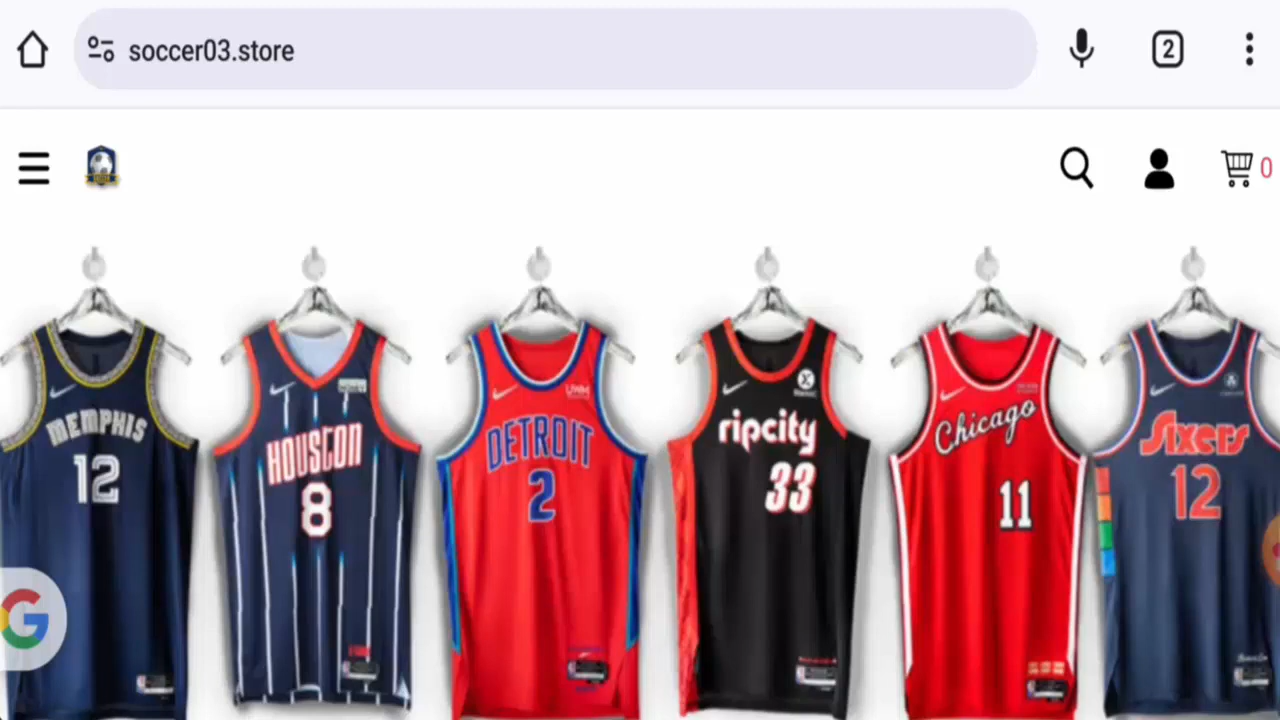 soccer03.store
2
0
MEMPHIS
12
HOUSTON
8
DETROIT
2
ripcity
33
Chicago
11
Sixers
12